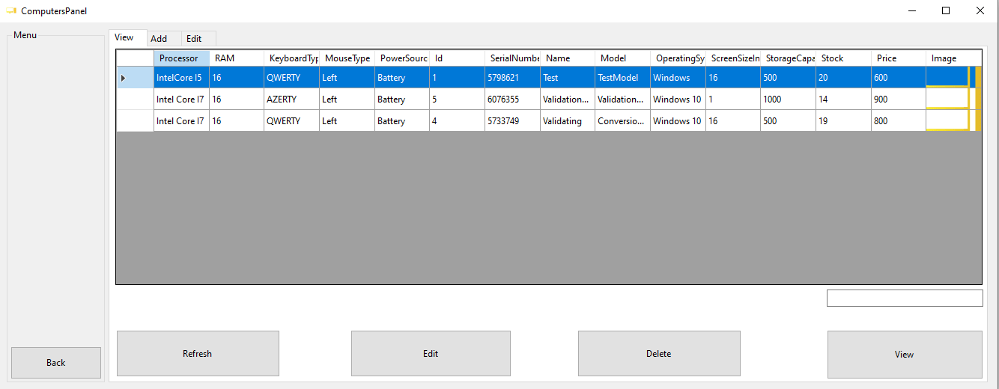 ComputersPanel
Menu
View Add Edit
Processor RAM KeyboardTyp MouseType PowerSourc Id SerialNumbe Name Model OperatingSy ScreenSizeIn StorageCapa Stock Price Image
IntelCore I5 16 QWERTY Left Battery 1 5798621 Test TestModel Windows 16 500 20 600
Intel Core I7 16 AZERTY Left Battery 5 6076355 Validation... Validation... Windows 10 1 1000 14 900
Intel Core I7 16 QWERTY Left Battery 4 5733749 Validating Conversio... Windows 10 16 500 19 800
Refresh Edit Delete View
Back